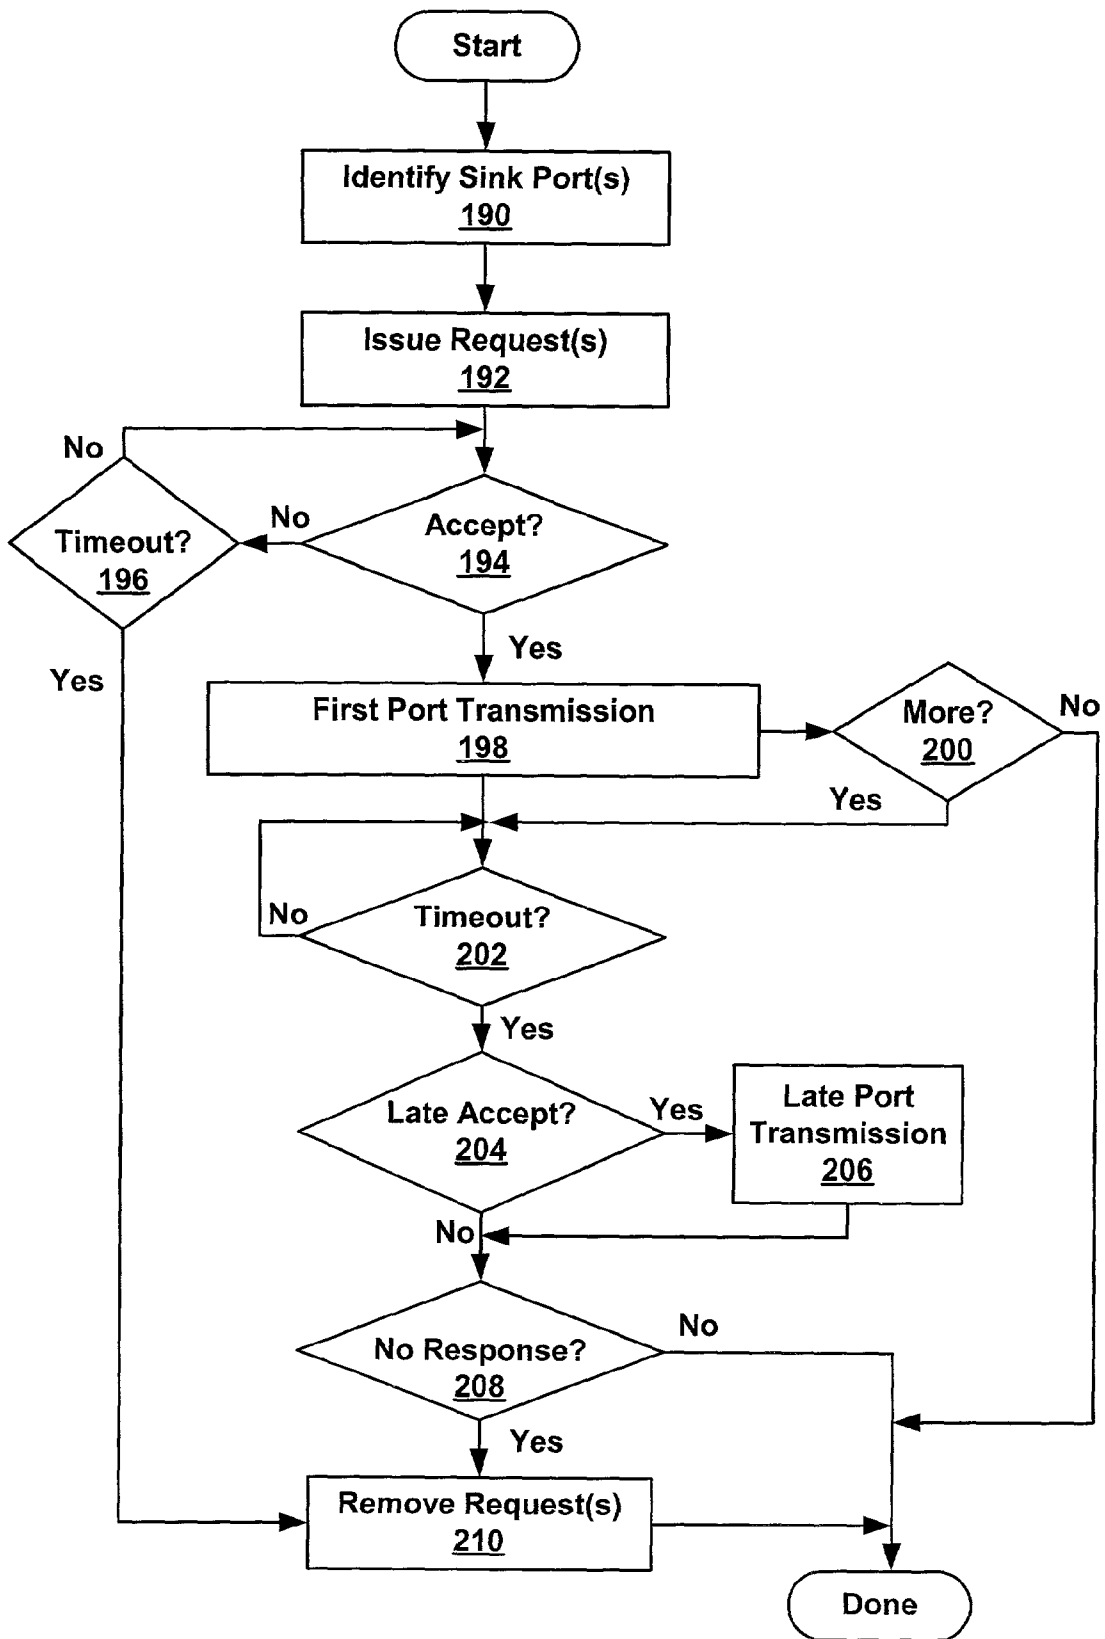 Start
Identify Sink Port(s)
190
Issue Request(s)
192
No
Timeout?
196
No
Accept?
194
Yes
Yes
First Port Transmission
198
More?
200
No
Yes
No
Timeout?
202
Yes
Late Accept?
204
Yes
Late Port
Transmission
206
No
No Response?
208
No
Yes
Remove Request(s)
210
Done